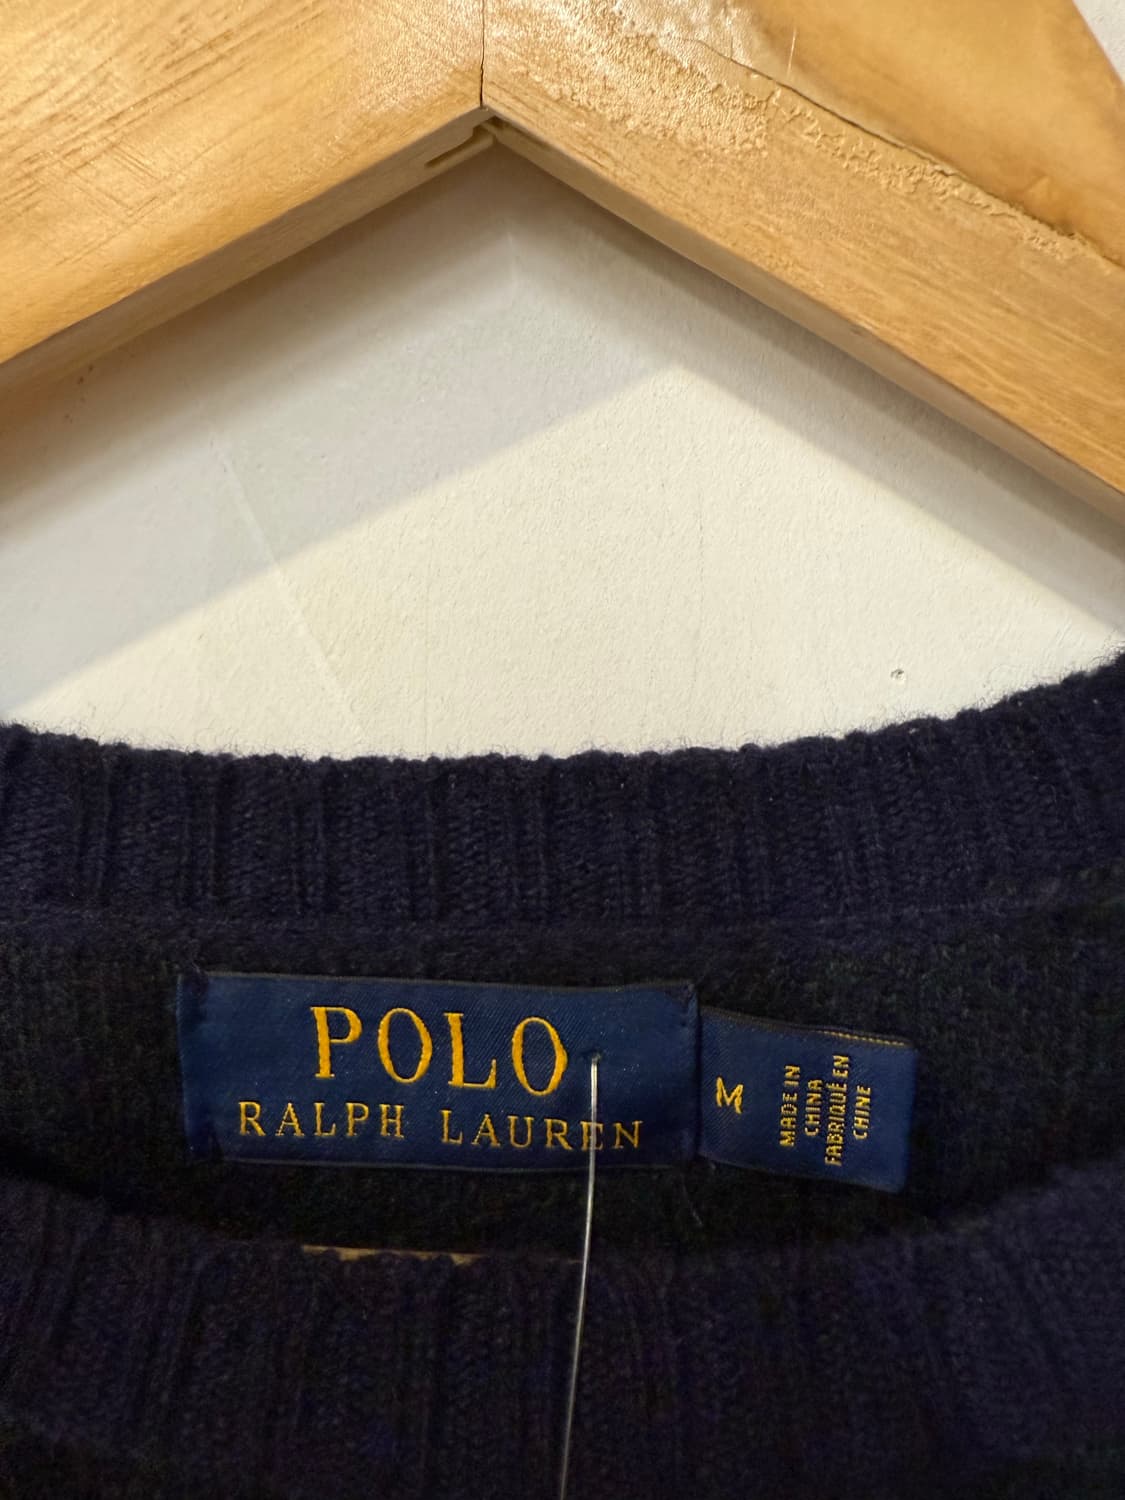 POLO
RALPH LAUREN
M
MADE IN
CHINA
FABRIQUÉ EN
CHINE